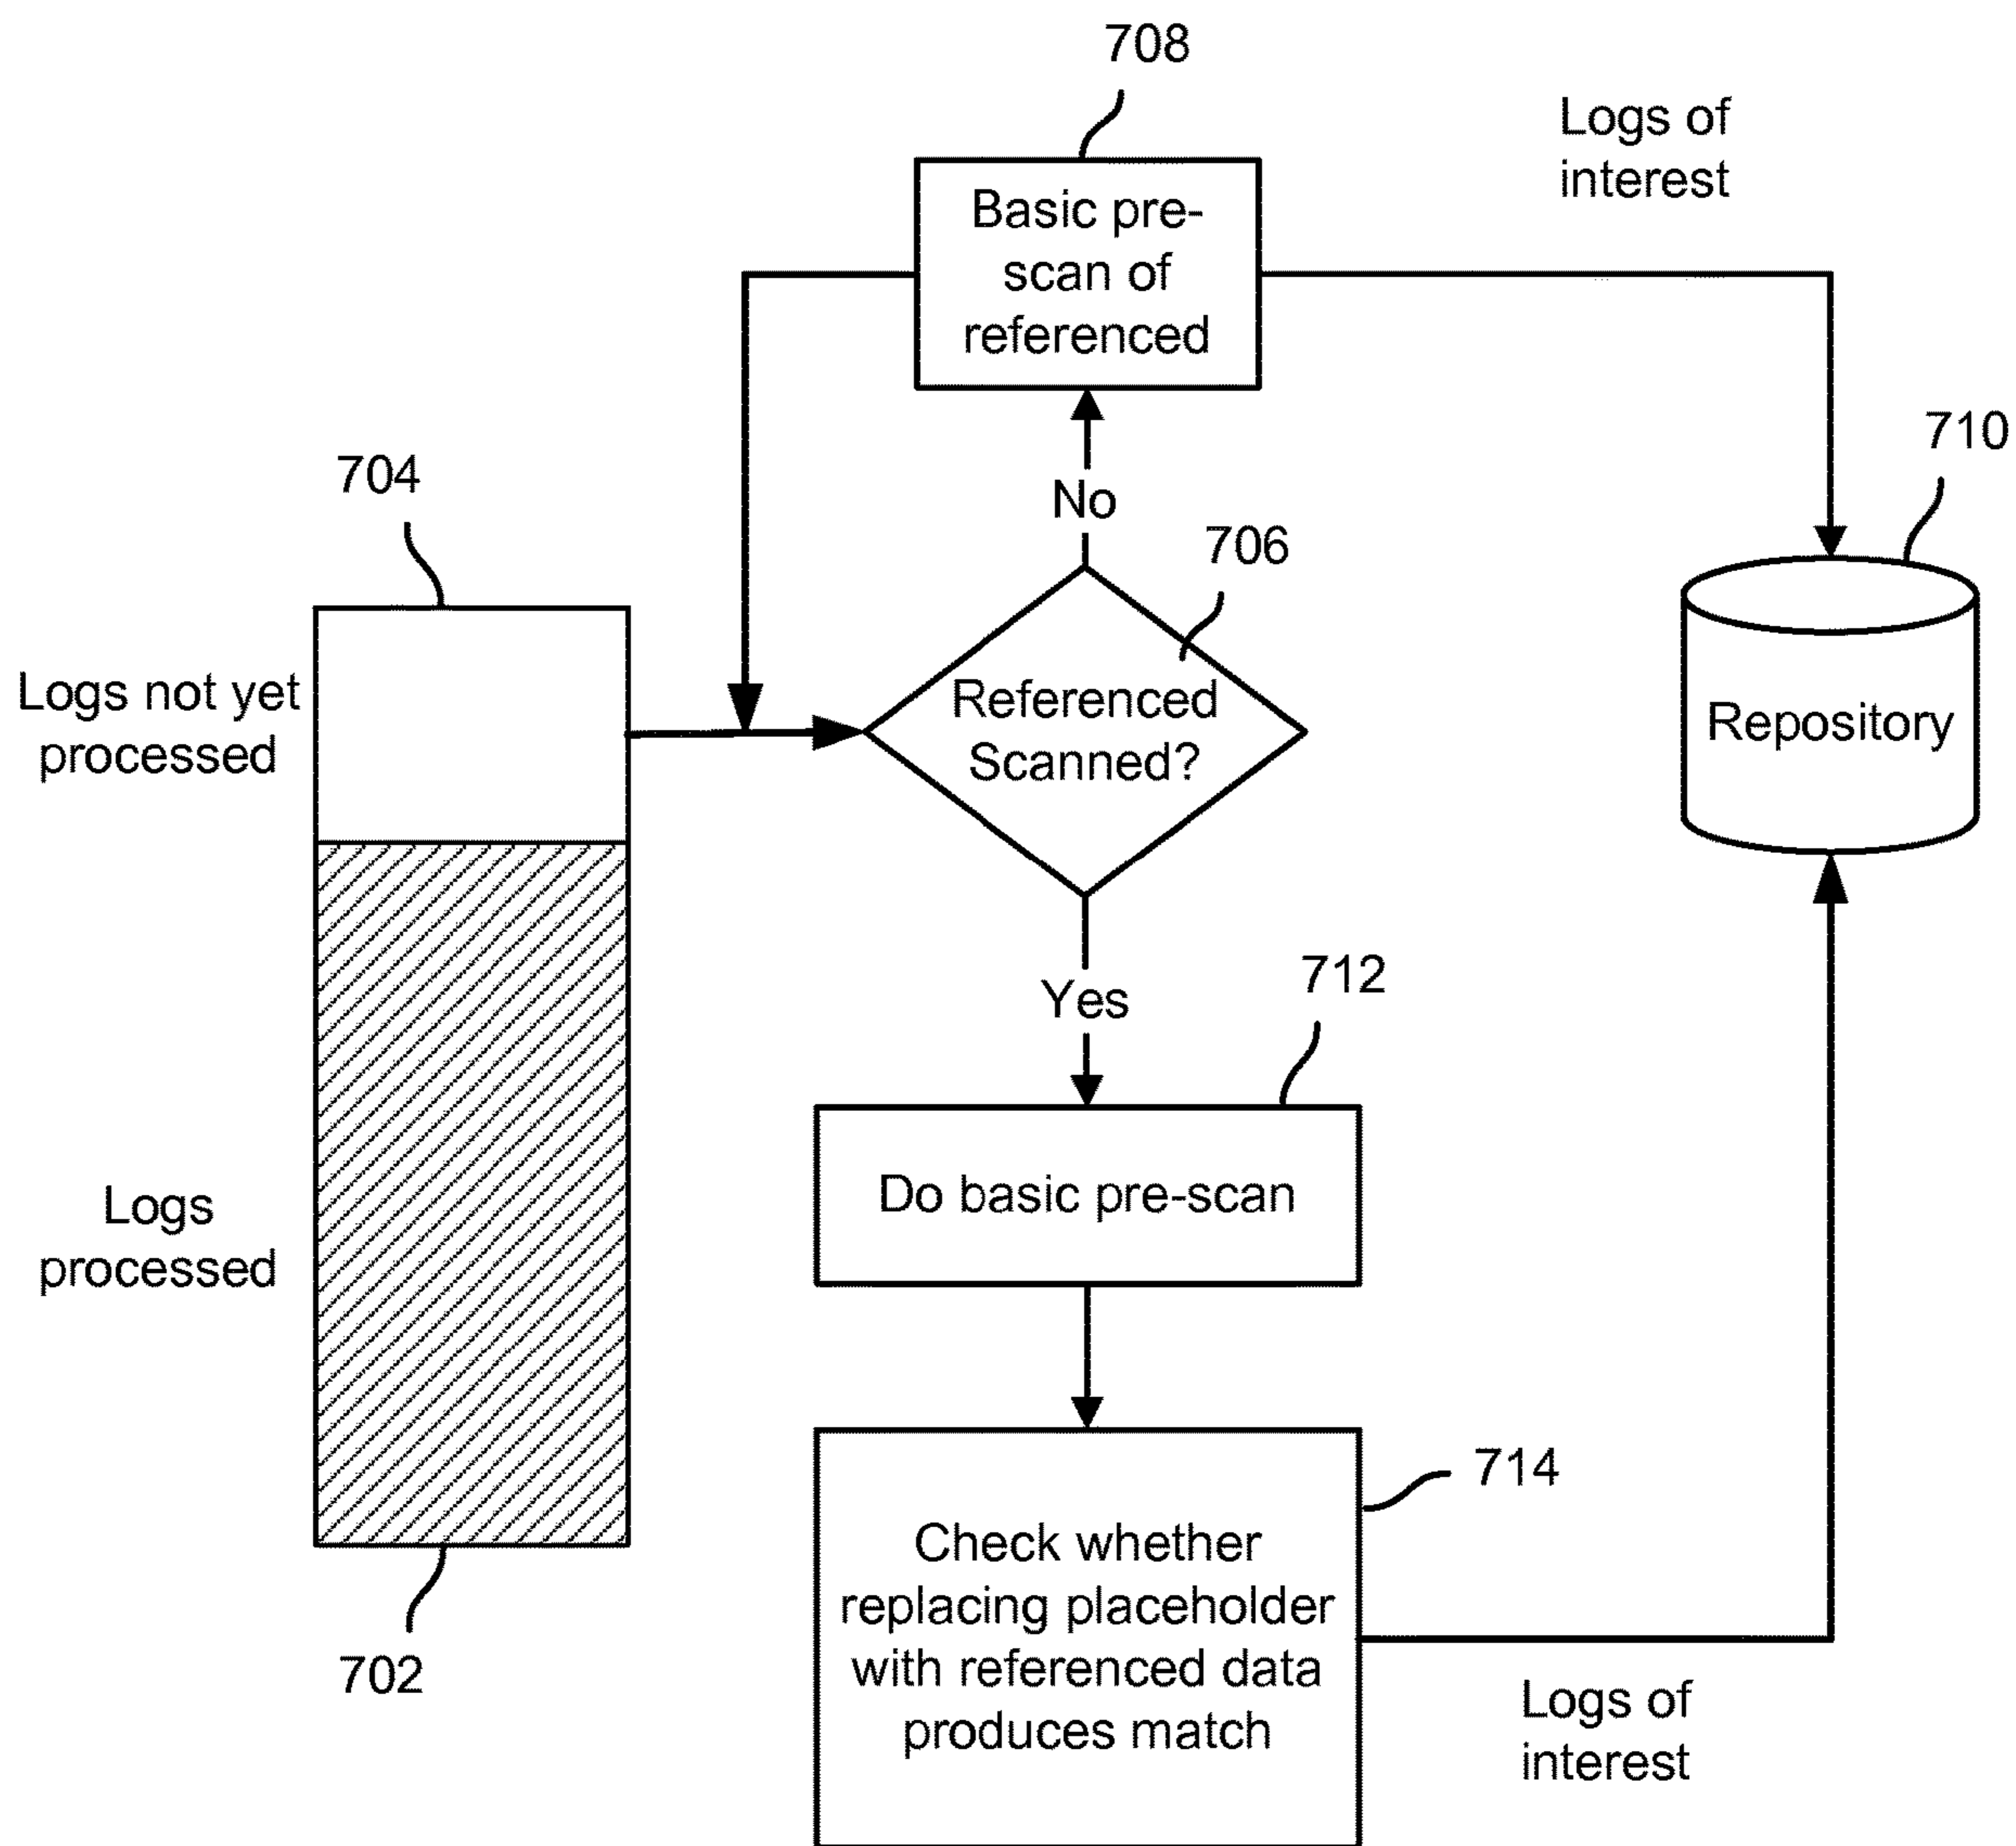 708
Logs of
interest
Basic pre-
scan of
referenced
710
704
No
706
Logs not yet
processed
Referenced
Scanned?
Repository
712
Yes
Do basic pre-scan
Logs
processed
714
Check whether
replacing placeholder
with referenced data
produces match
702
Logs of
interest